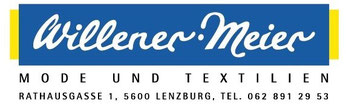 Willener·Meier
MODE UND TEXTILIEN
RATHAUSGASSE 1, 5600 LENZBURG, TEL. 062 891 29 53